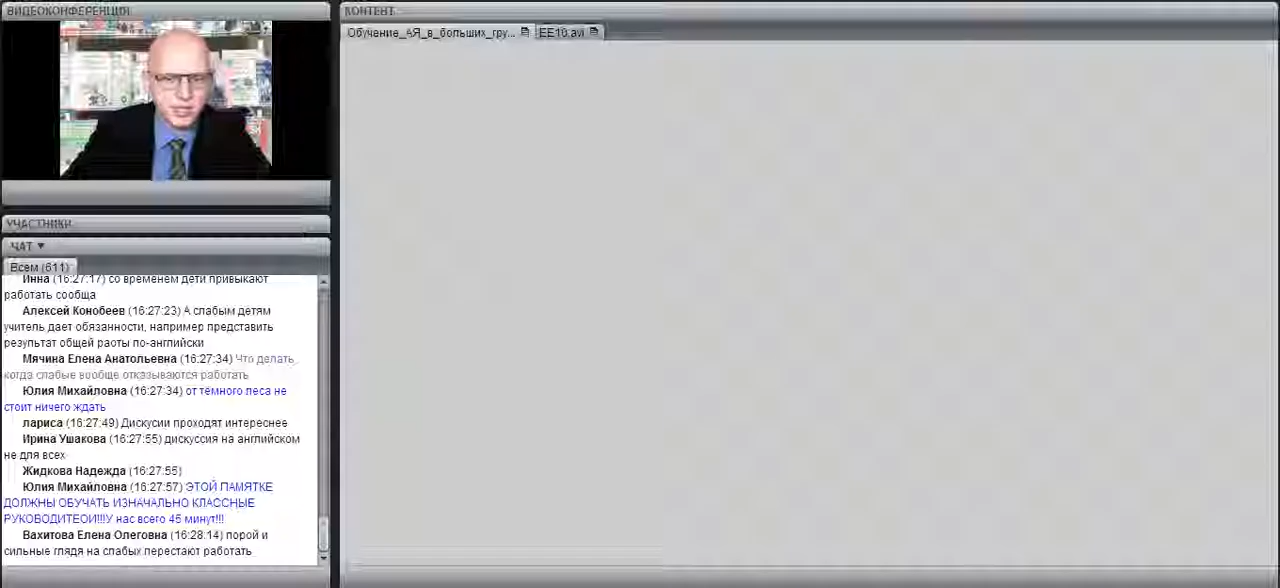 ВИДЕОКОНФЕРЕНЦИЯ
КОНТЕНТ
Обучение_АЯ_в_больших_гру... EE10.avi
УЧАСТНИКИ
ЧАТ
Всем (611)
Инна (16:27:17) со временем дети привыкают
работать сообща
Алексей Конобеев (16:27:23) А слабым детям
учитель дает обязанности, например представить
результат общей раоты по-английски
Мячина Елена Анатольевна (16:27:34) Что делать,
когда слабые вообще отказываются работать
Юлия Михайловна (16:27:34) от тёмного леса не
стоит ничего ждать
лариса (16:27:49) Дискусии проходят интереснее
Ирина Ушакова (16:27:55) дискуссия на английском
не для всех
Жидкова Надежда (16:27:55)
Юлия Михайловна (16:27:57) ЭТОЙ ПАМЯТКЕ
ДОЛЖНЫ ОБУЧАТЬ ИЗНАЧАЛЬНО КЛАССНЫЕ
РУКОВОДИТЕОИ!!!У нас всего 45 минут!!!
Вахитова Елена Олеговна (16:28:14) порой и
сильные глядя на слабых перестают работать